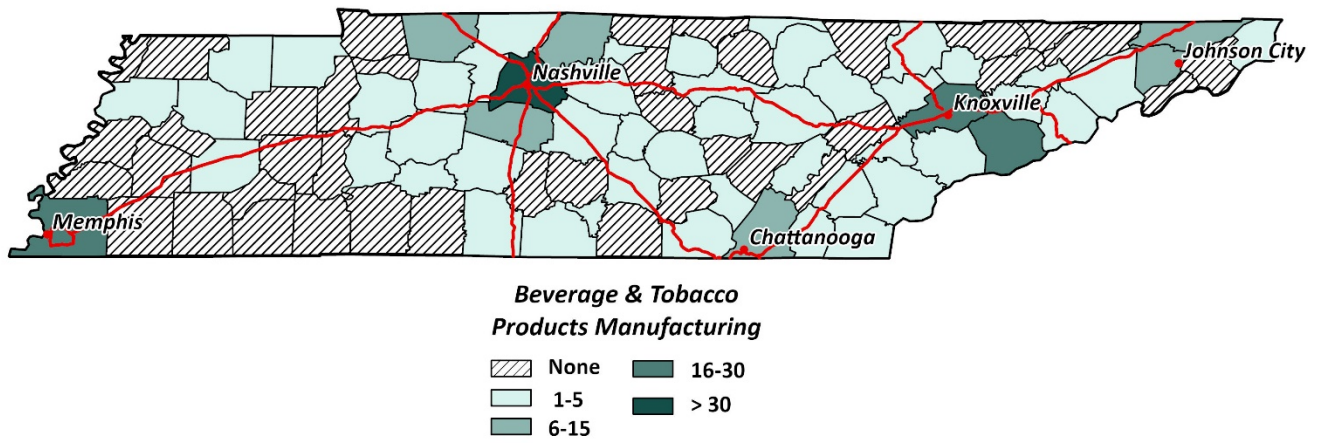 Nashville
Johnson City
Knoxville
Memphis
Chattanooga
Beverage & Tobacco
Products Manufacturing
None
16-30
1-5
> 30
6-15